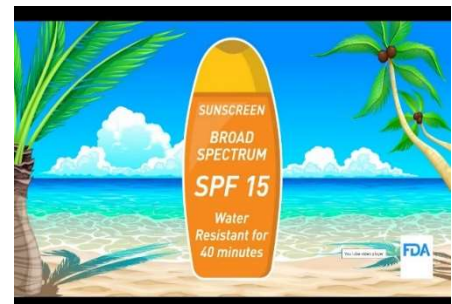 SUNSCREEN
BROAD
SPECTRUM
SPF 15
Water
Resistant for
40 minutes
FDA